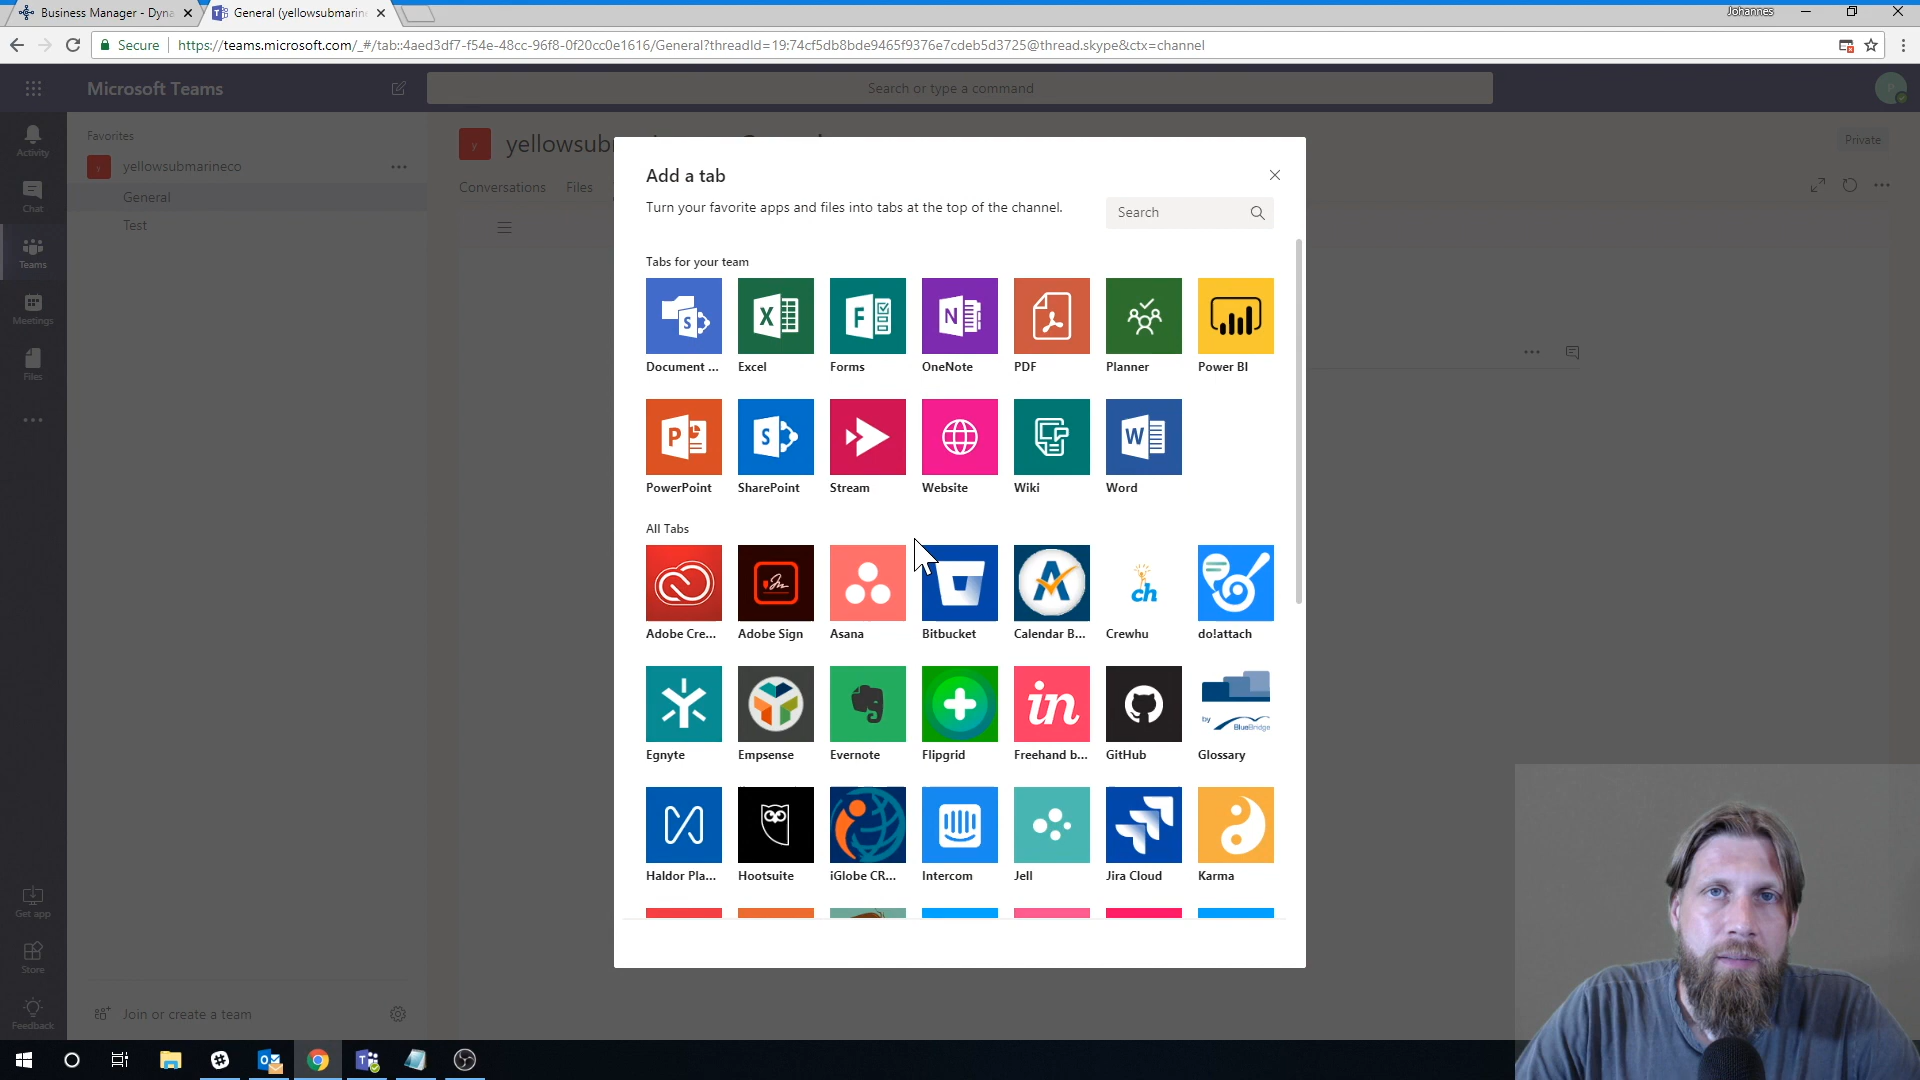 Business Manager - Dyna
General (yellowsubmarin
Johannes
Secure
https://teams.microsoft.com/_#/tab::4aed3df7-f54e-48cc-96f8-0f20cc0e1616/General?threadId=19:74cf5db8bde9465f9376e7cdeb5d3725@thread.skype&ctx=channel
Microsoft Teams
Search or type a command
Activity
Chat
Teams
Meetings
Files
Get app
Store
Feedback
Favorites
y yellowsubmarineco
General
Test
Join or create a team
y yellowsub
Private
Conversations Files
Add a tab
Turn your favorite apps and files into tabs at the top of the channel.
Search
Tabs for your team
Document ... Excel Forms OneNote PDF Planner Power BI
PowerPoint SharePoint Stream Website Wiki Word
All Tabs
Adobe Cre... Adobe Sign Asana Bitbucket Calendar B... Crewhu do!attach
ch
by BlueBridge
Egnyte Empsense Evernote Flipgrid Freehand b... GitHub Glossary
in
Haldor Pla... Hootsuite iGlobe CR... Intercom Jell Jira Cloud Karma